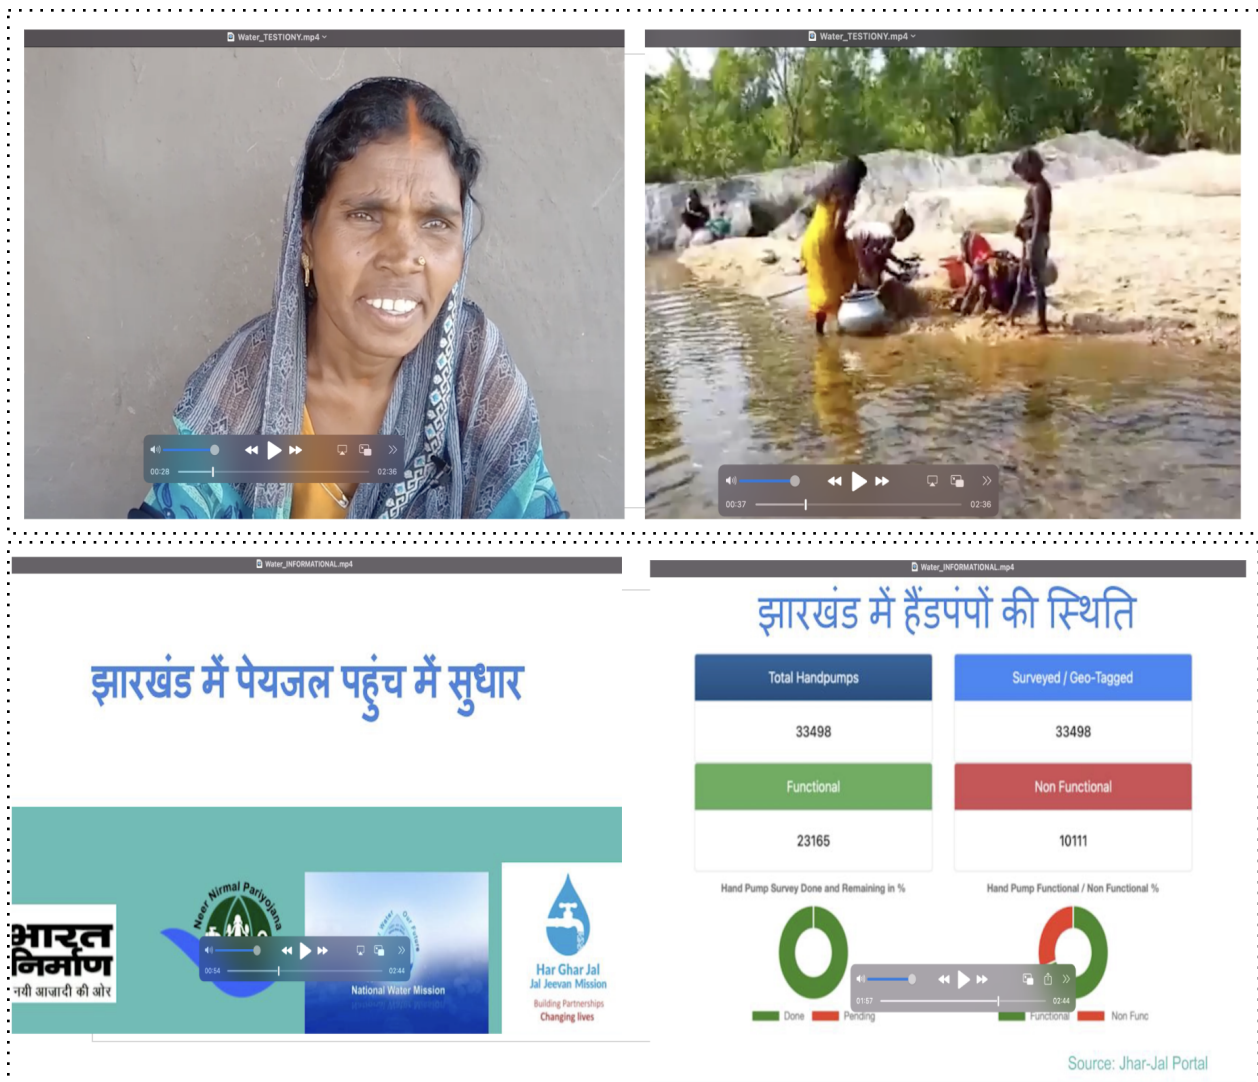 Water_TESTIONY.mp4
Water_TESTIONY.mp4
00:28
02:36
00:37
02:36
Water_INFORMATIONAL.mp4
झारखंड में पेयजल पहुंच में सुधार
भारत
निर्माण
नयी आजादी की ओर
Neer Nirmal Pariyojana
National Water Mission
Har Ghar Jal
Jal Jeevan Mission
Building Partnerships
Changing lives
00:54
02:44
Water_INFORMATIONAL.mp4
झारखंड में हैंडपंपों की स्थिति
Total Handpumps
Surveyed / Geo-Tagged
33498
33498
Functional
Non Functional
23165
10111
Hand Pump Survey Done and Remaining in %
Hand Pump Functional / Non Functional %
01:57
02:44
Done
Pending
Functional
Non Func
Source: Jhar-Jal Portal